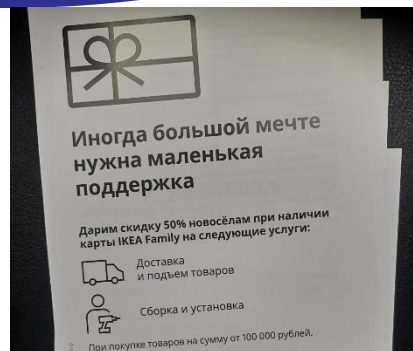 Иногда большой мечте
нужна маленькая
поддержка
Дарим скидку 50% новосёлам при наличии
карты IKEA Family на следующие услуги:
Доставка
и подъем товаров
Сборка и установка
При покупке товаров на сумму от 100 000 рублей.